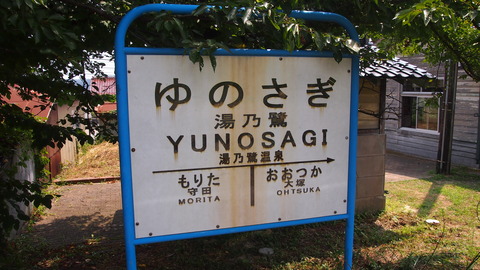 ゆのさぎ
湯乃鷺
YUNOSAGI
湯乃鷺温泉
もりた おおつか
守田 大塚
MORITA OHTSUKA